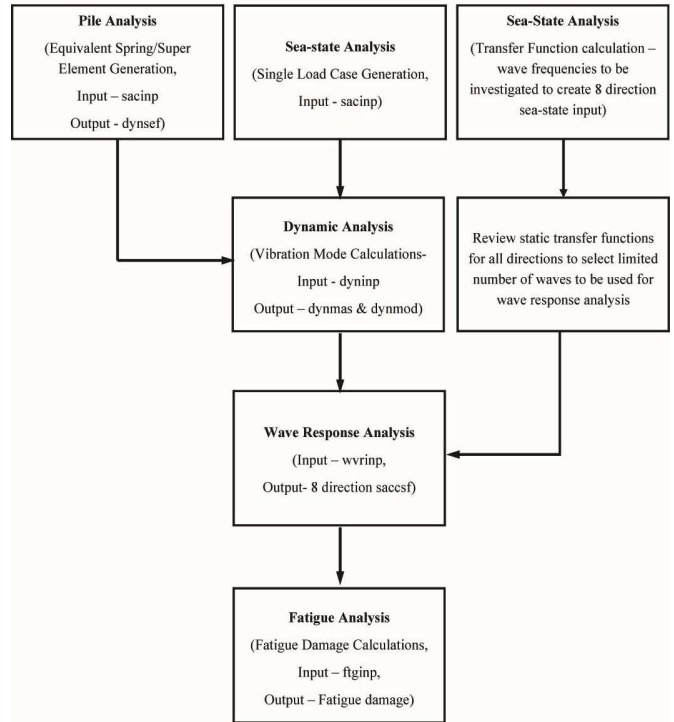 Pile Analysis
(Equivalent Spring/Super
Element Generation,
Input – sacinp
Output - dynsef)
Sea-state Analysis
(Single Load Case Generation,
Input - sacinp)
Sea-State Analysis
(Transfer Function calculation –
wave frequencies to be
investigated to create 8 direction
sea-state input)
Dynamic Analysis
(Vibration Mode Calculations-
Input - dyninp
Output – dynmas & dynmod)
Review static transfer functions
for all directions to select limited
number of waves to be used for
wave response analysis
Wave Response Analysis
(Input – wvrinp,
Output- 8 direction saccsf)
Fatigue Analysis
(Fatigue Damage Calculations,
Input – ftginp,
Output – Fatigue damage)